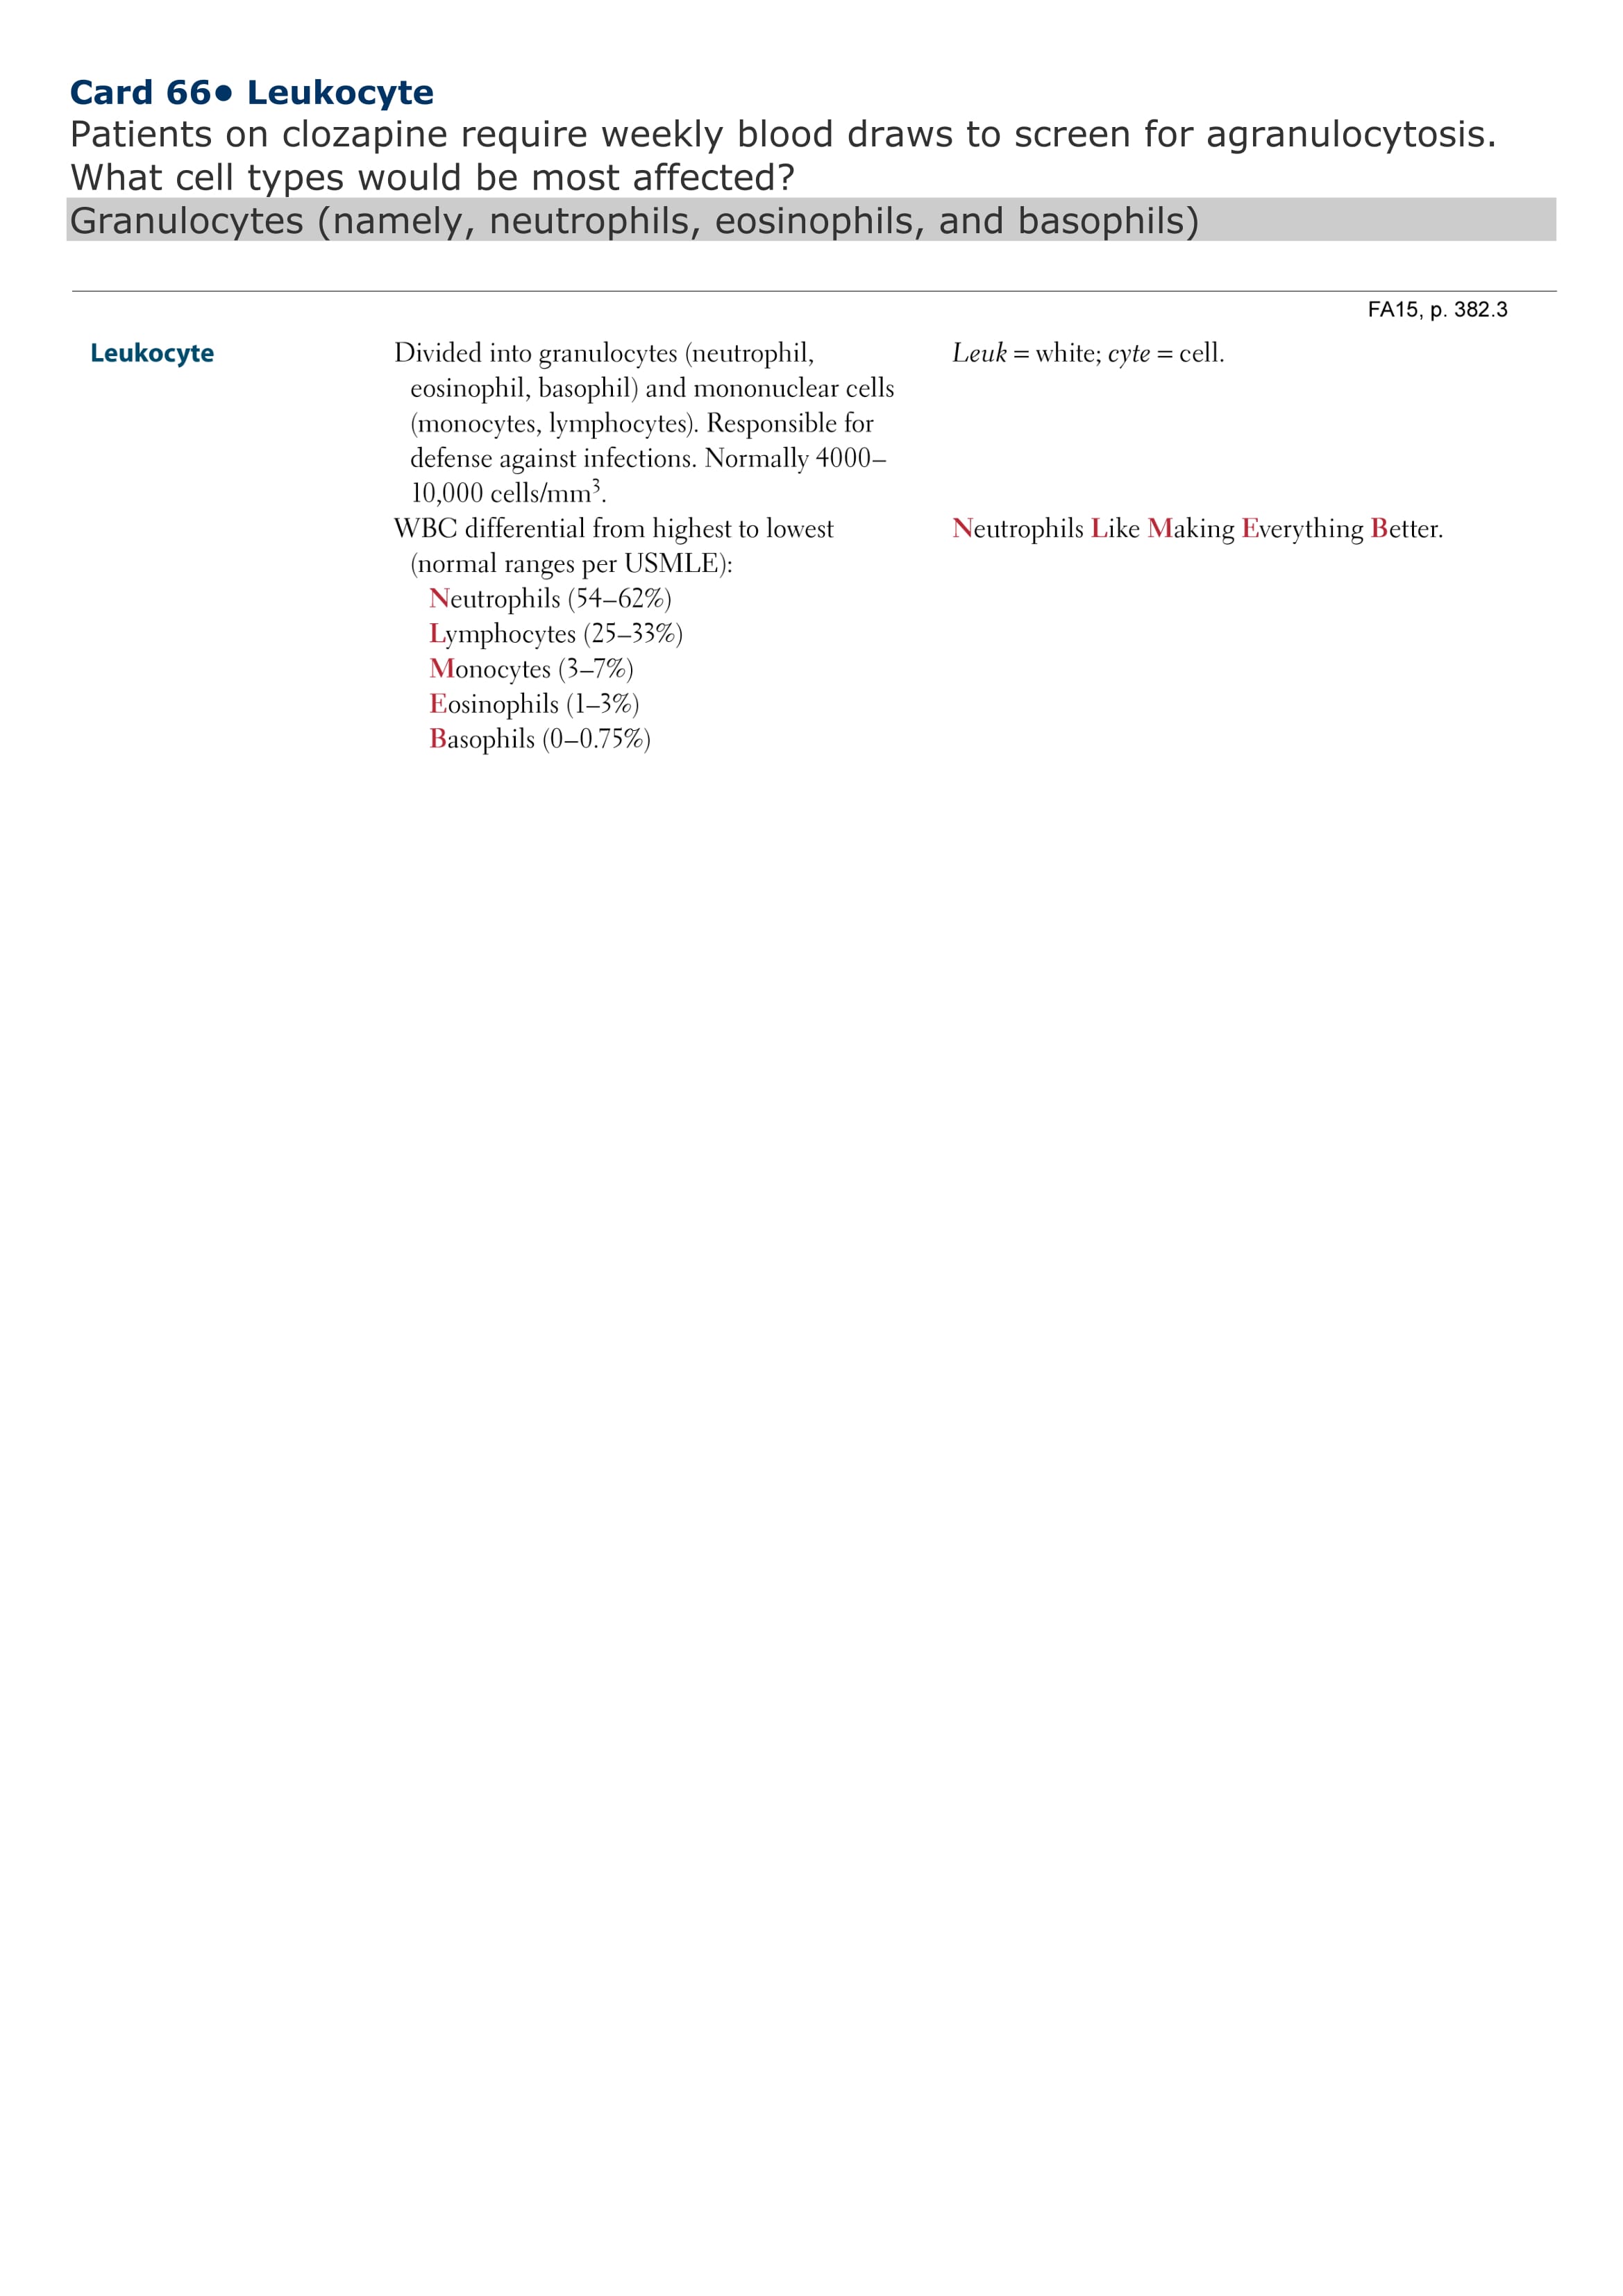 Card 66● Leukocyte
Patients on clozapine require weekly blood draws to screen for agranulocytosis.
What cell types would be most affected?
Granulocytes (namely, neutrophils, eosinophils, and basophils)
FA15, p. 382.3
Leukocyte
Divided into granulocytes (neutrophil,
eosinophil, basophil) and mononuclear cells
(monocytes, lymphocytes). Responsible for
defense against infections. Normally 4000–
10,000 cells/mm³.
WBC differential from highest to lowest
(normal ranges per USMLE):
Neutrophils (54–62%)
Lymphocytes (25–33%)
Monocytes (3–7%)
Eosinophils (1–3%)
Basophils (0–0.75%)
Leuk = white; cyte = cell.
Neutrophils Like Making Everything Better.